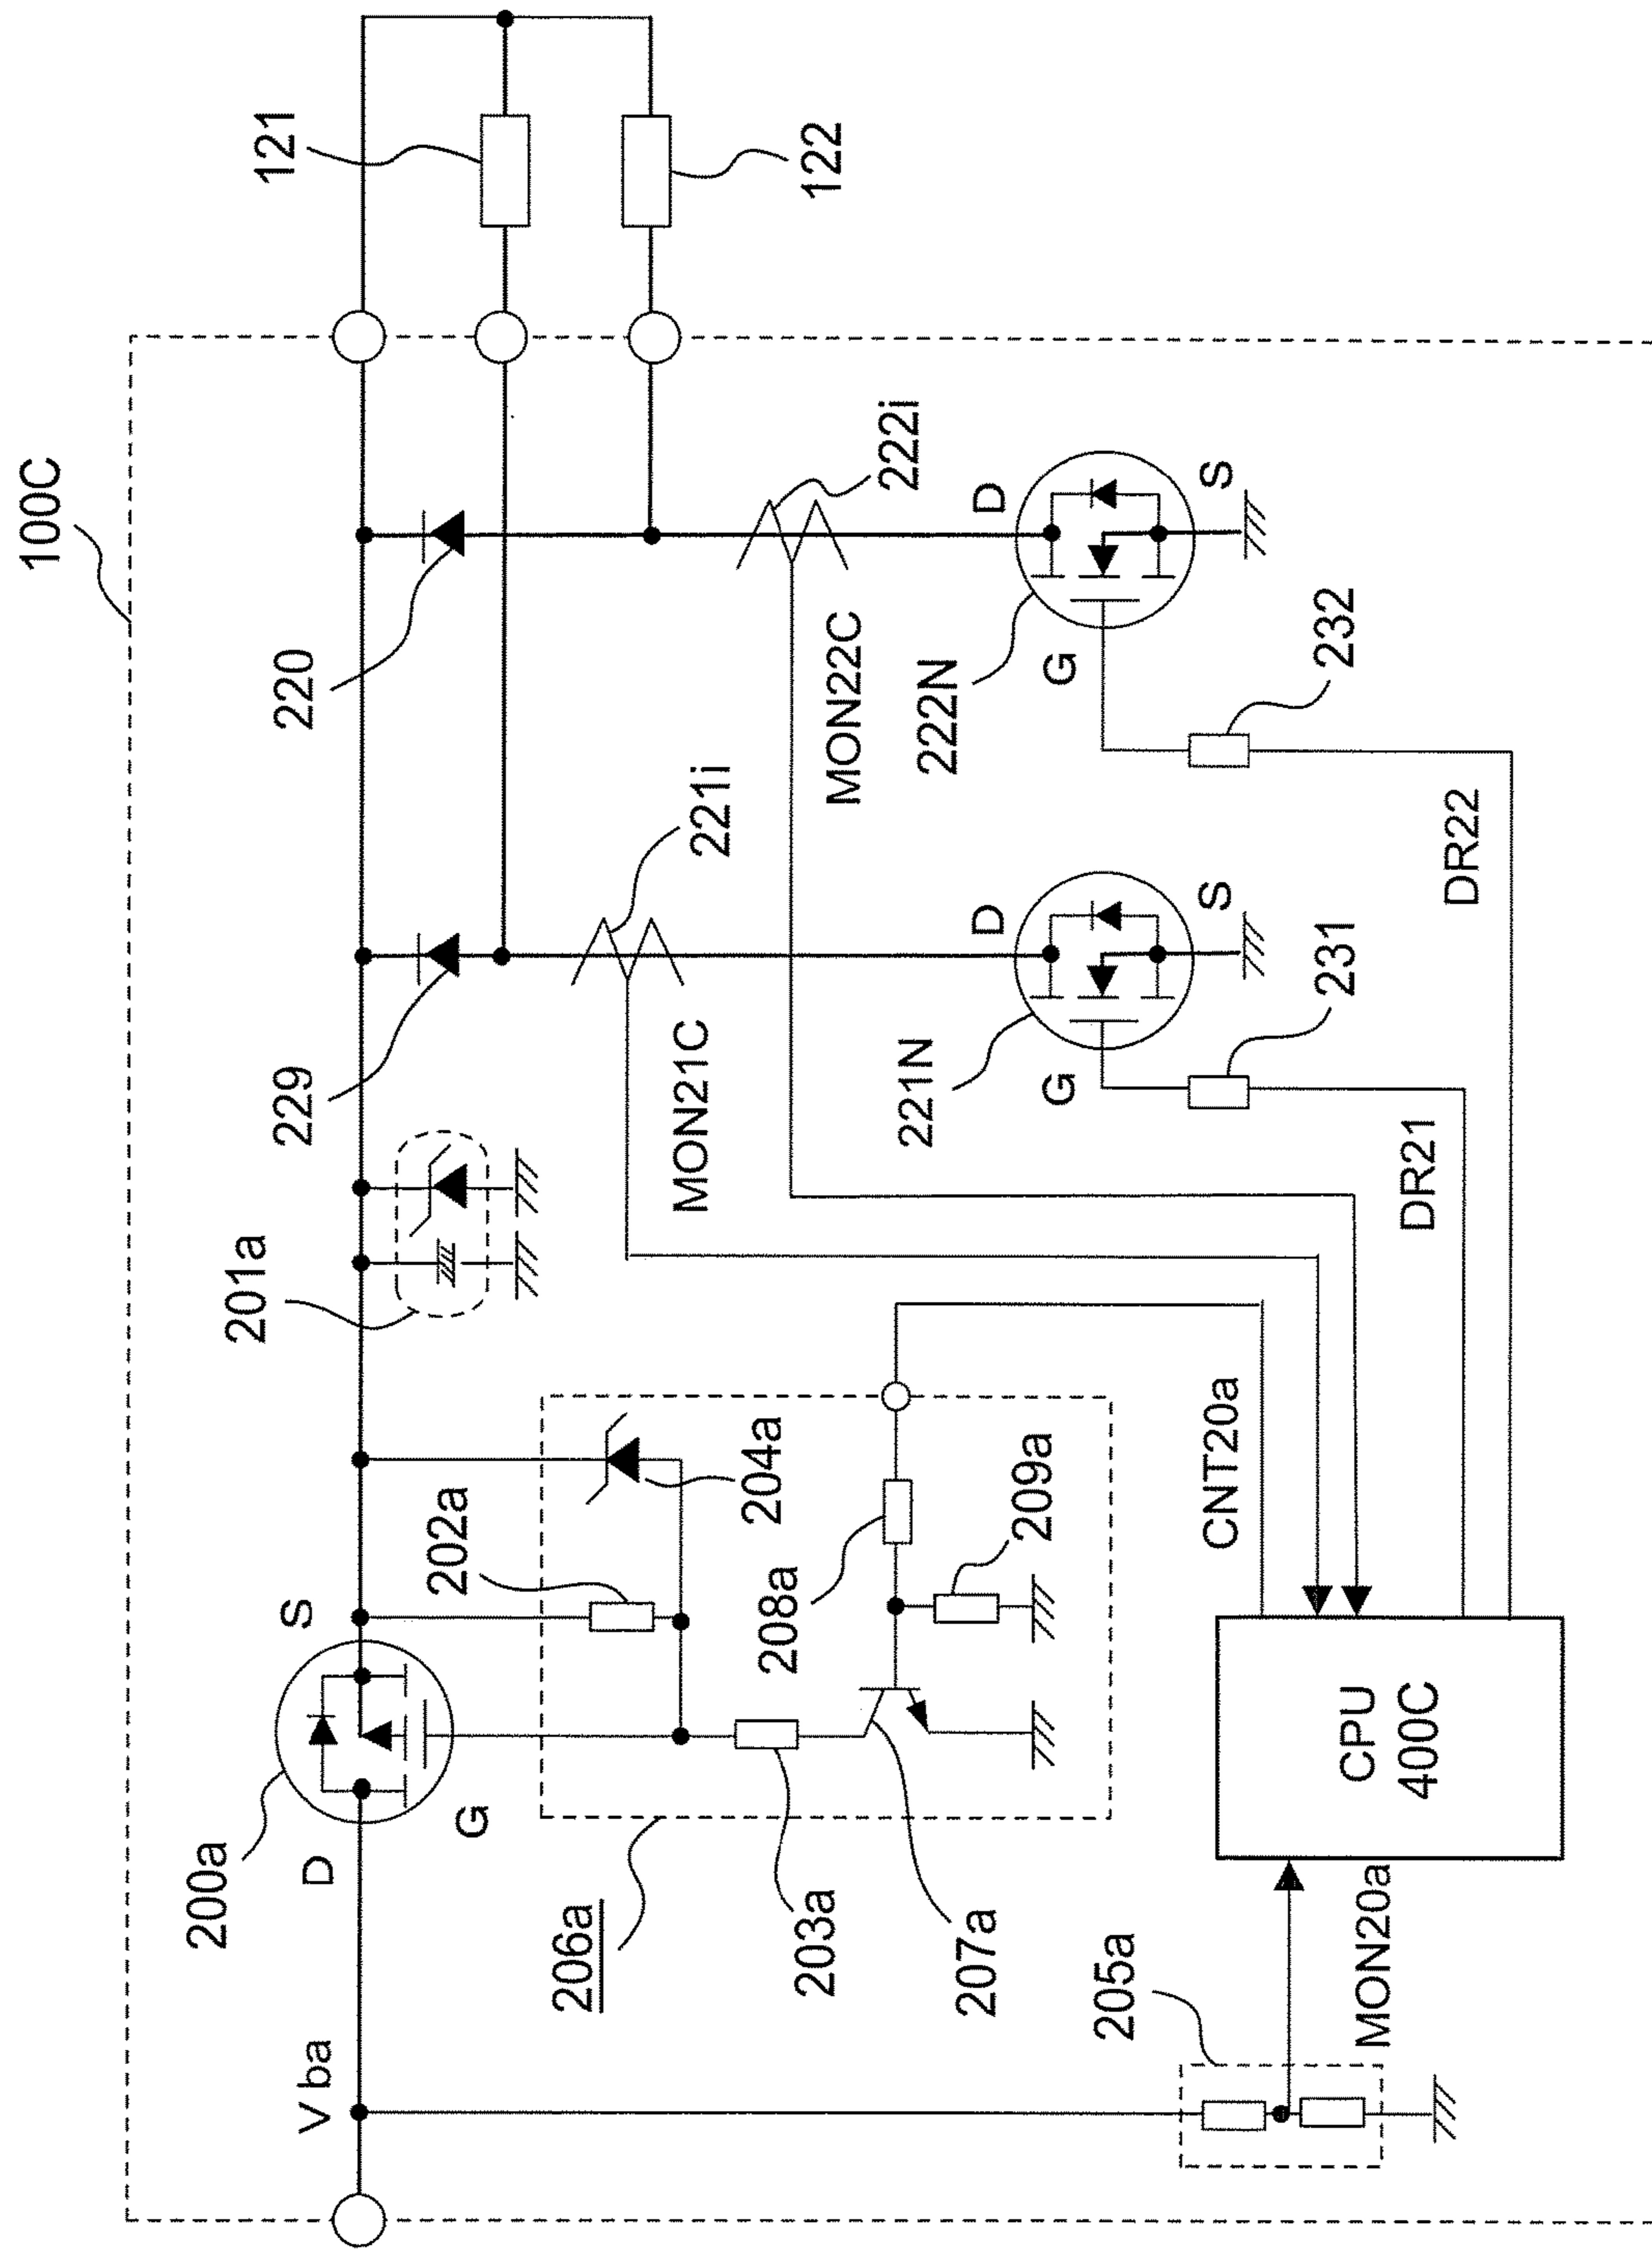 100C
121
122
220
222i
229
221i
MON22C
222N
D
S
G
232
MON21C
221N
D
S
G
231
DR22
DR21
201a
202a
204a
S
200a
D
G
208a
209a
CNT20a
206a
203a
207a
CPU
400C
V ba
205a
MON20a